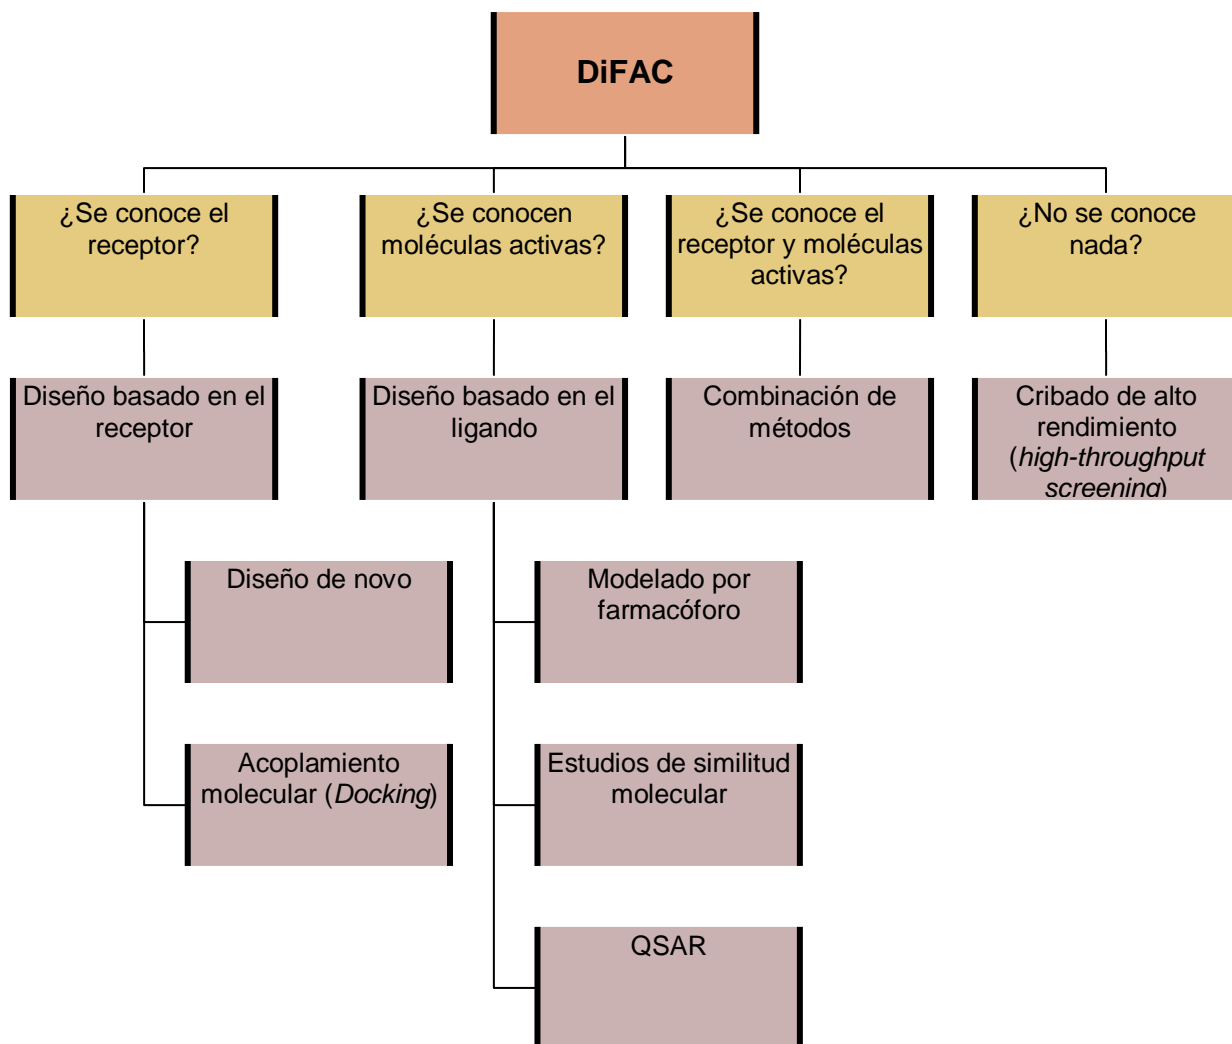 DiFAC
¿Se conoce el
receptor?
¿Se conocen
moléculas activas?
¿Se conoce el
receptor y moléculas
activas?
¿No se conoce
nada?
Diseño basado en el
receptor
Diseño basado en el
ligando
Combinación de
métodos
Cribado de alto
rendimiento
(high-throughput
screening)
Diseño de novo
Modelado por
farmacóforo
Acoplamiento
molecular (Docking)
Estudios de similitud
molecular
QSAR